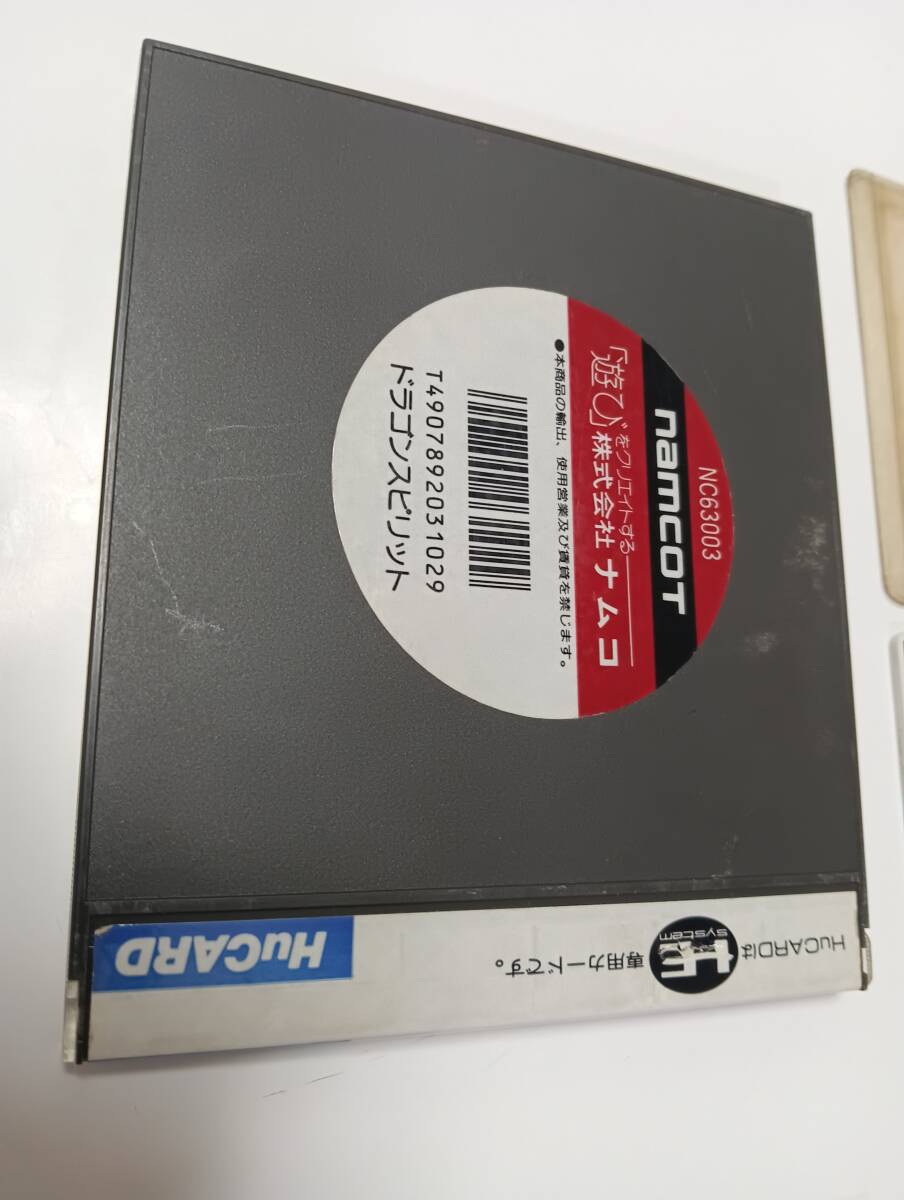 NC63003
namcoT
「遊び」をクリエイトする
株式会社ナムコ
●本商品の輸出、使用営業及び賃貸を禁じます。
T4907892031029
ドラゴンスピリット
HuCARDは
SYSTEM
専用カードです。
HuCARD